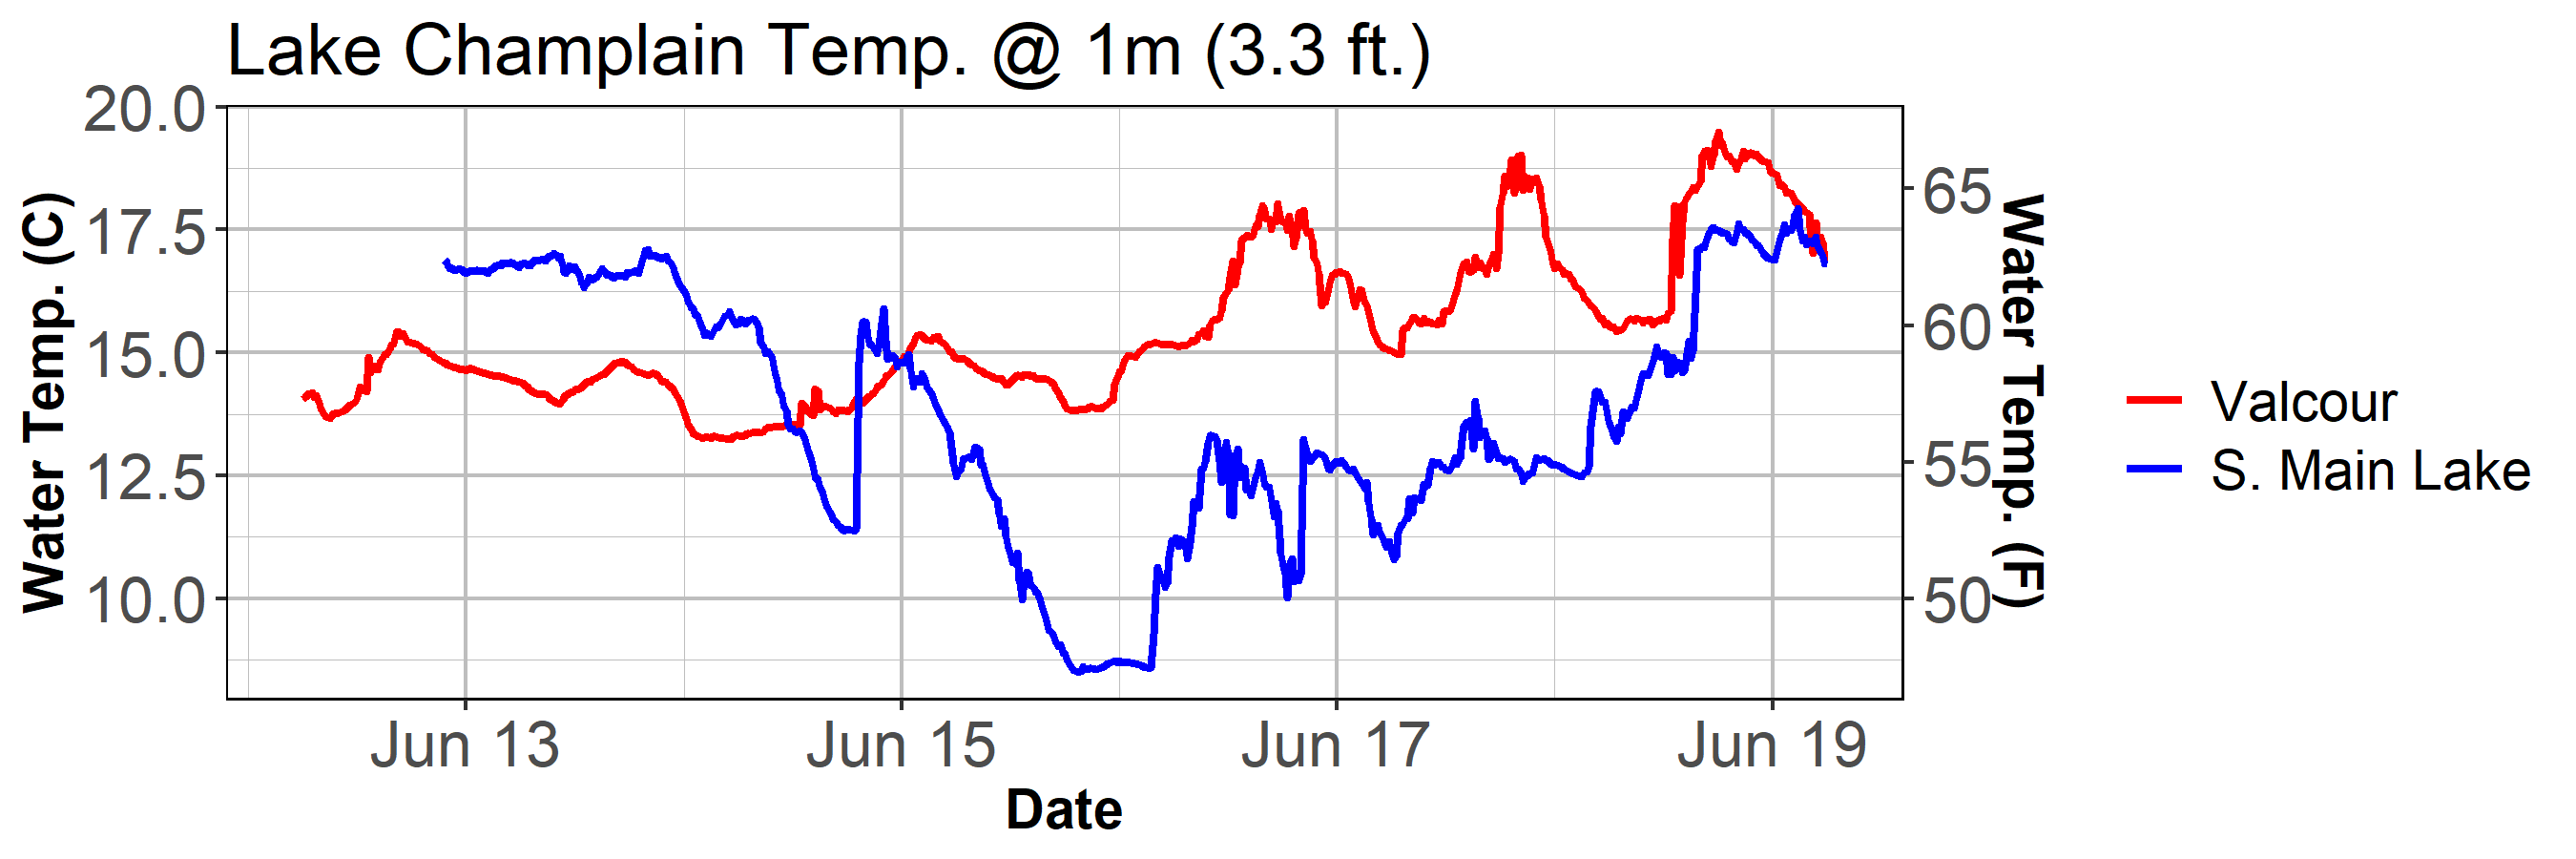 Lake Champlain Temp. @ 1m (3.3 ft.)
Water Temp. (C)
20.0
17.5
15.0
12.5
10.0
65
60
55
50
Water Temp. (F)
Jun 13
Jun 15
Jun 17
Jun 19
Date
Valcour
S. Main Lake